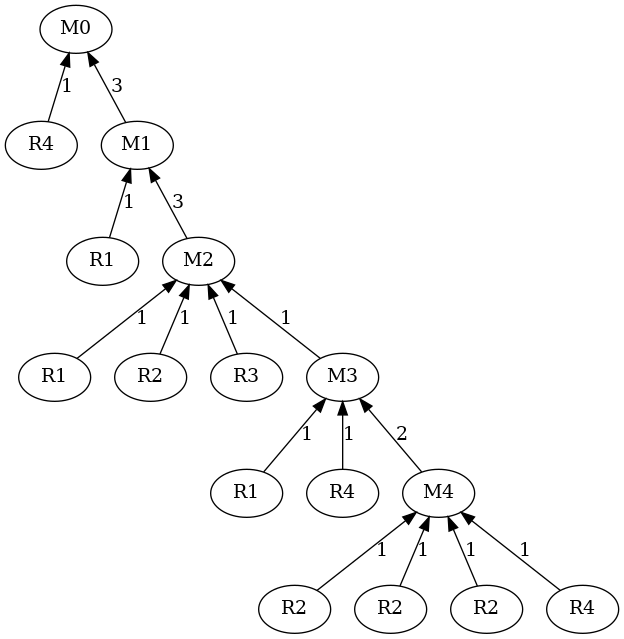 M0
1 3
R4 M1
1 3
R1 M2
1 1 1 1
R1 R2 R3 M3
1 1 2
R1 R4 M4
1 1 1 1
R2 R2 R2 R4